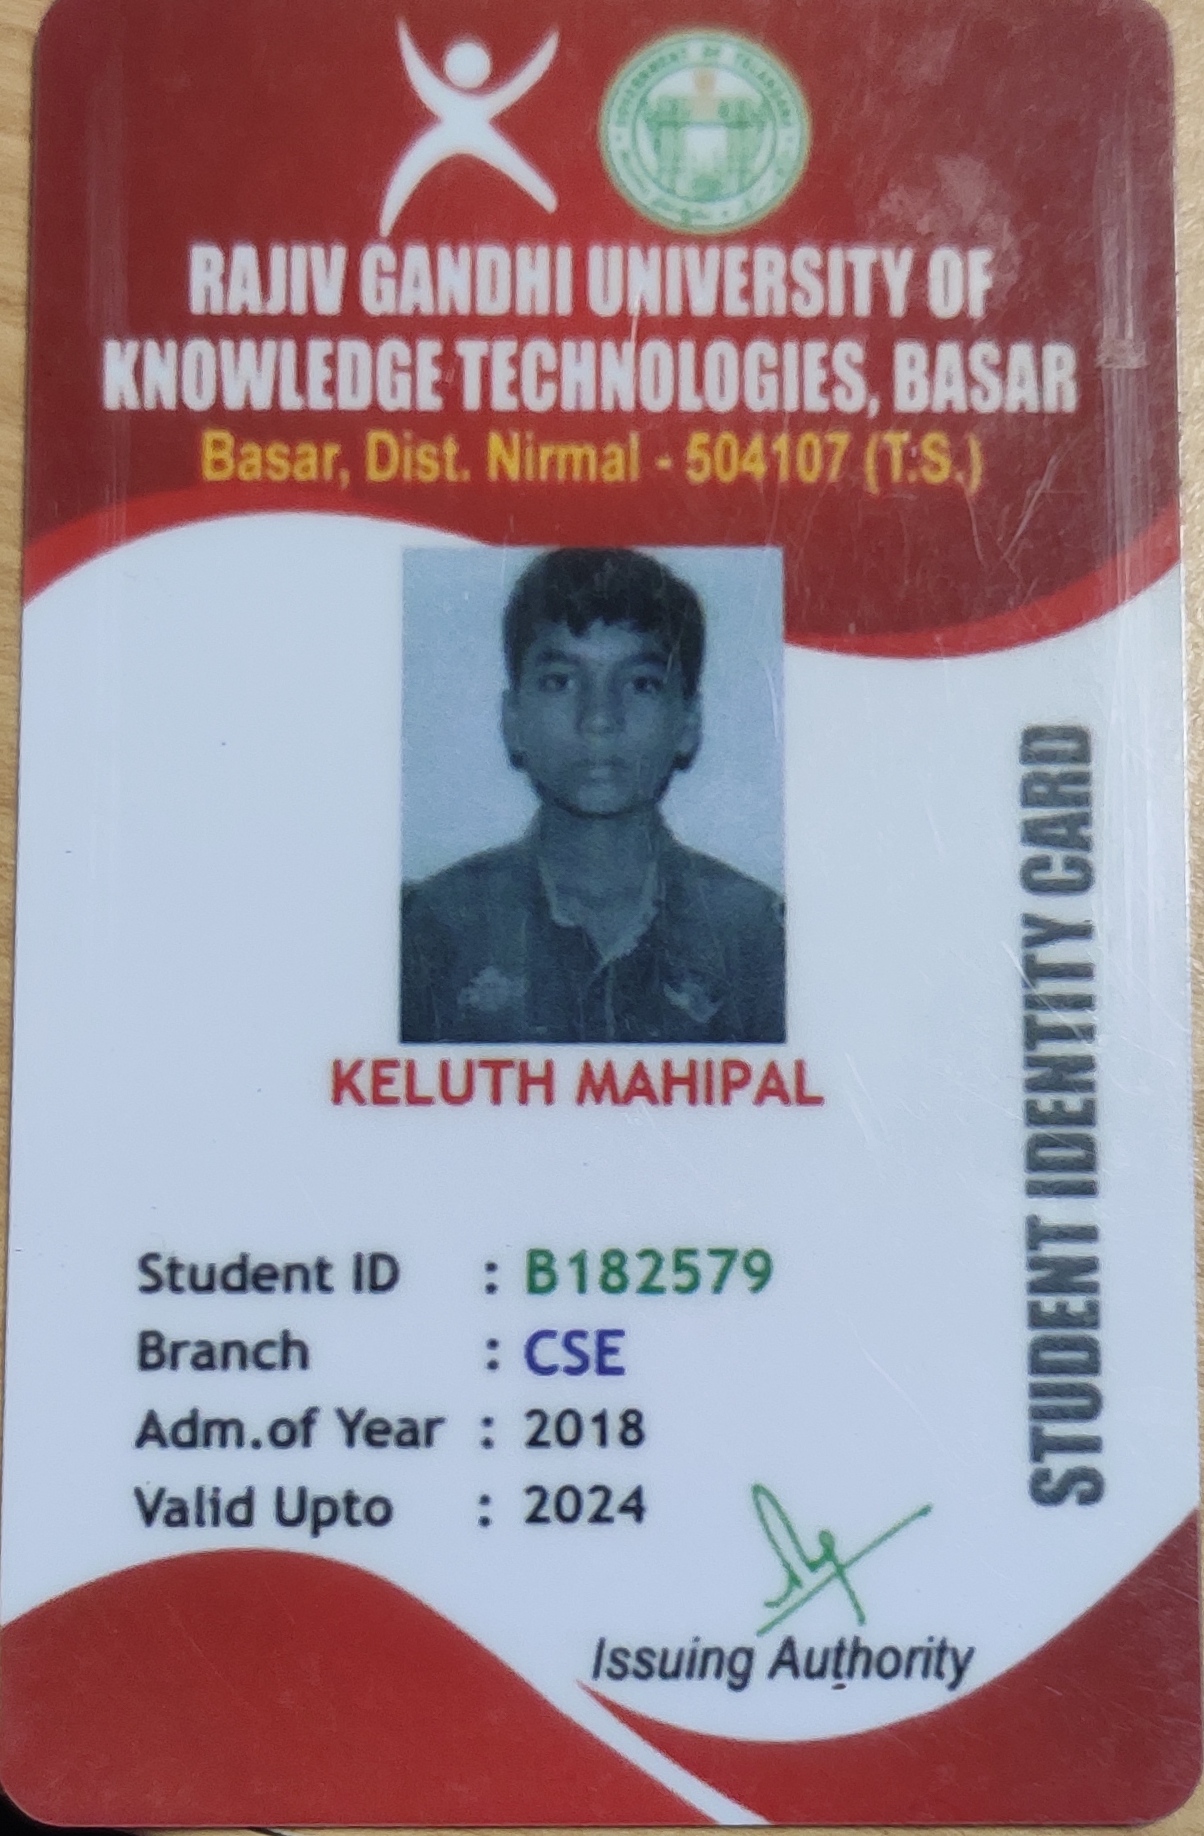 RAJIV GANDHI UNIVERSITY OF
KNOWLEDGE TECHNOLOGIES, BASAR
Basar, Dist. Nirmal - 504107 (T.S.)
KELUTH MAHIPAL
Student ID : B182579
Branch : CSE
Adm.of Year : 2018
Valid Upto : 2024
Issuing Authority
STUDENT IDENTITY CARD